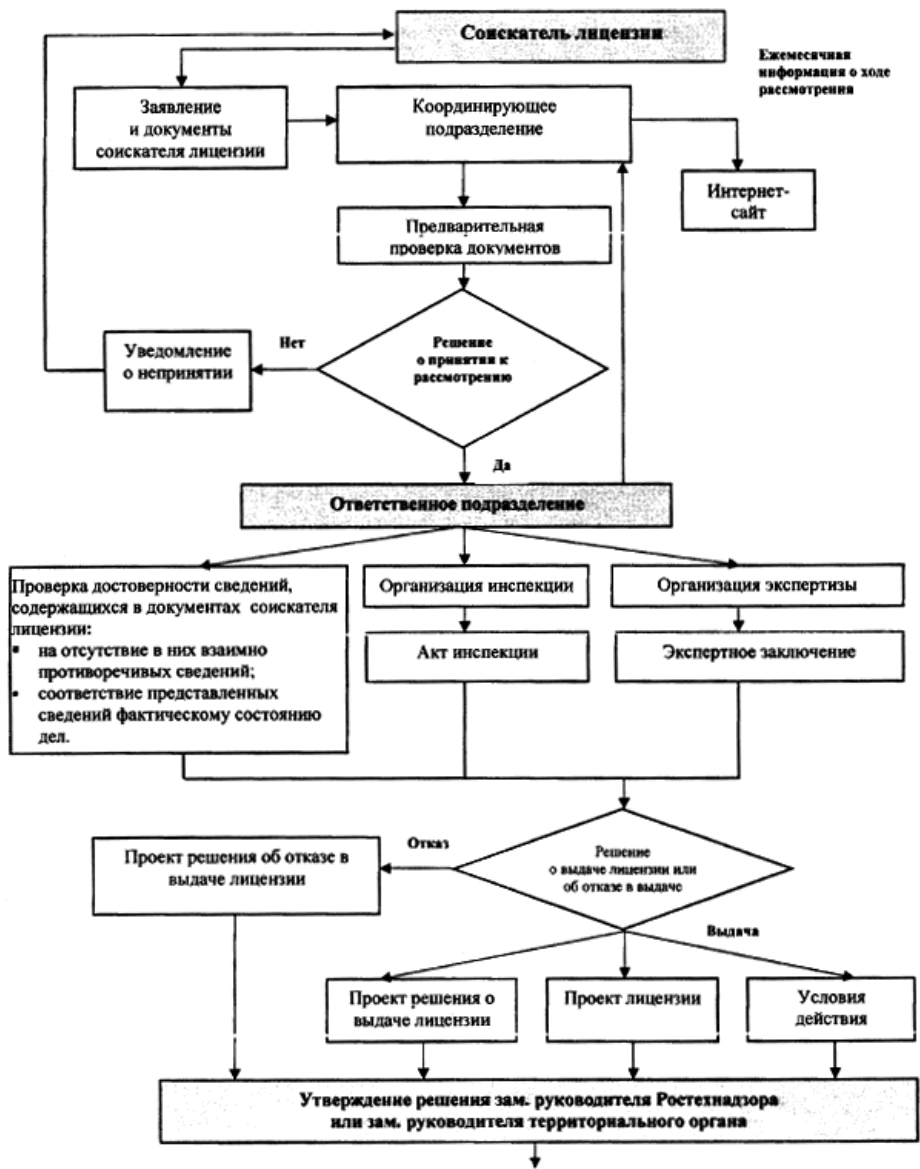 Соискатель лицензии
Ежемесячная
информация о ходе
рассмотрения
Заявление
и документы
соискателя лицензии
Координирующее
подразделение
Интернет-
сайт
Предварительная
проверка документов
Уведомление
о непринятии
Нет
Решение
о принятии к
рассмотрению
Да
Ответственное подразделение
Проверка достоверности сведений,
содержащихся в документах соискателя
лицензии:
▪ на отсутствие в них взаимно
противоречивых сведений;
▪ соответствие представленных
сведений фактическому состоянию
дел.
Организация инспекции
Организация экспертизы
Акт инспекции
Экспертное заключение
Проект решения об отказе в
выдаче лицензии
Отказ
Решение
о выдаче лицензии или
об отказе в выдаче
Выдача
Проект решения о
выдаче лицензии
Проект лицензии
Условия
действия
Утверждение решения зам. руководителя Ростехнадзора
или зам. руководителя территориального органа